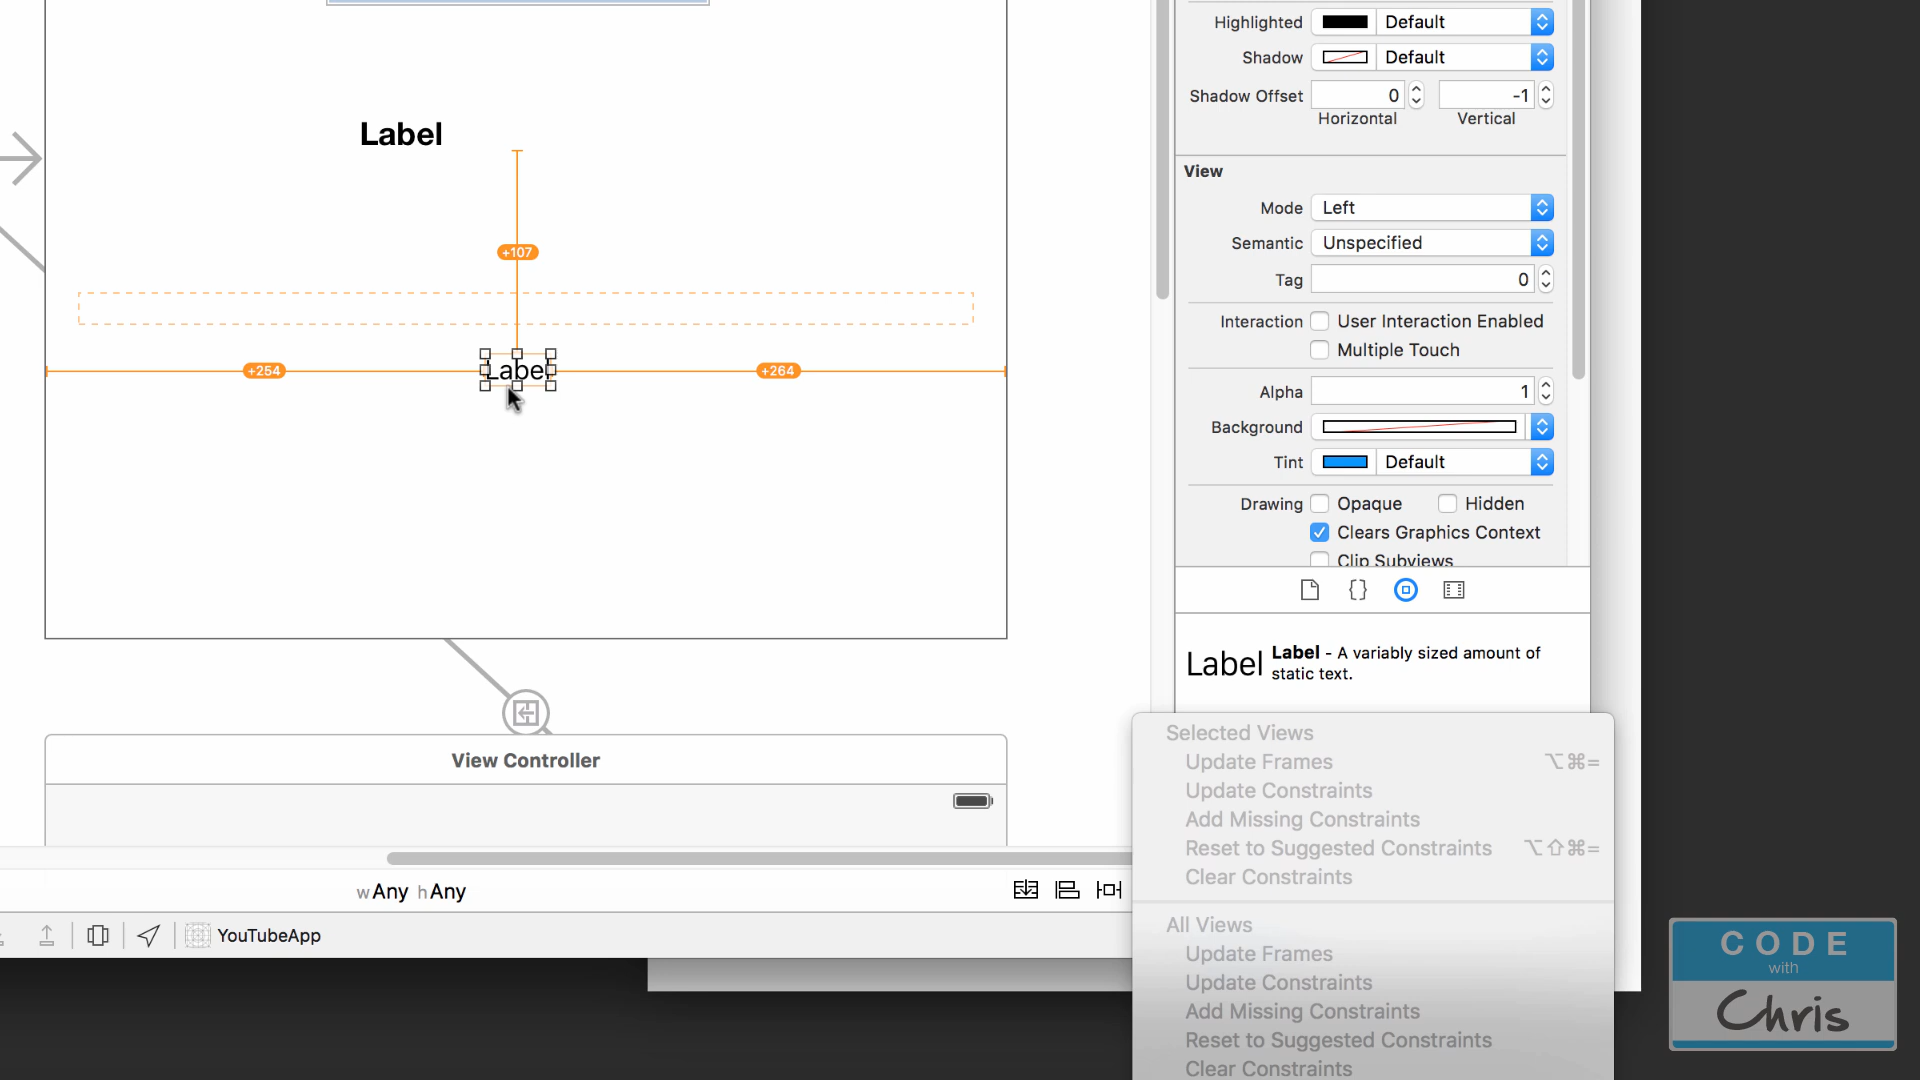 Highlighted
Default
Shadow
Default
Shadow Offset
0
-1
Horizontal
Vertical
Label
View
Mode
Left
+107
Semantic
Unspecified
Tag
0
Interaction
User Interaction Enabled
Multiple Touch
+254
Label
+264
Alpha
1
Background
Tint
Default
Drawing
Opaque
Hidden
Clears Graphics Context
Clip Subviews
Label
Label - A variably sized amount of
static text.
View Controller
Selected Views
Update Frames ⌥⌘=
Update Constraints
Add Missing Constraints
Reset to Suggested Constraints ⌥⇧⌘=
Clear Constraints
wAny hAny
All Views
YouTubeApp
Update Frames
Update Constraints
Add Missing Constraints
Reset to Suggested Constraints
Clear Constraints
CODE
with
Chris